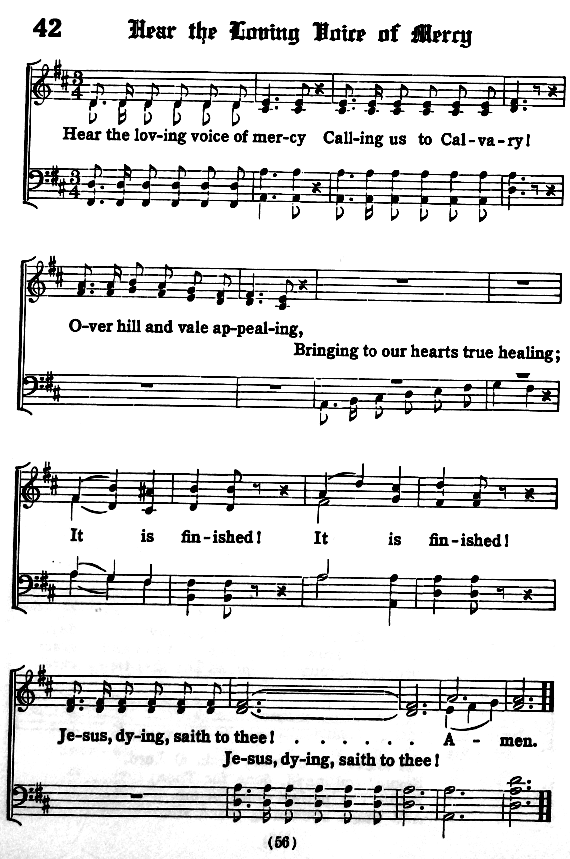 42 Hear the Loving Voice of Mercy
Hear the lov-ing voice of mer-cy Call-ing us to Cal-va-ry!
O-ver hill and vale ap-peal-ing,
Bringing to our hearts true healing;
It is fin-ished! It is fin-ished!
Je-sus, dy-ing, saith to thee! . . . . . . A - men.
Je-sus, dy-ing, saith to thee!
(56)